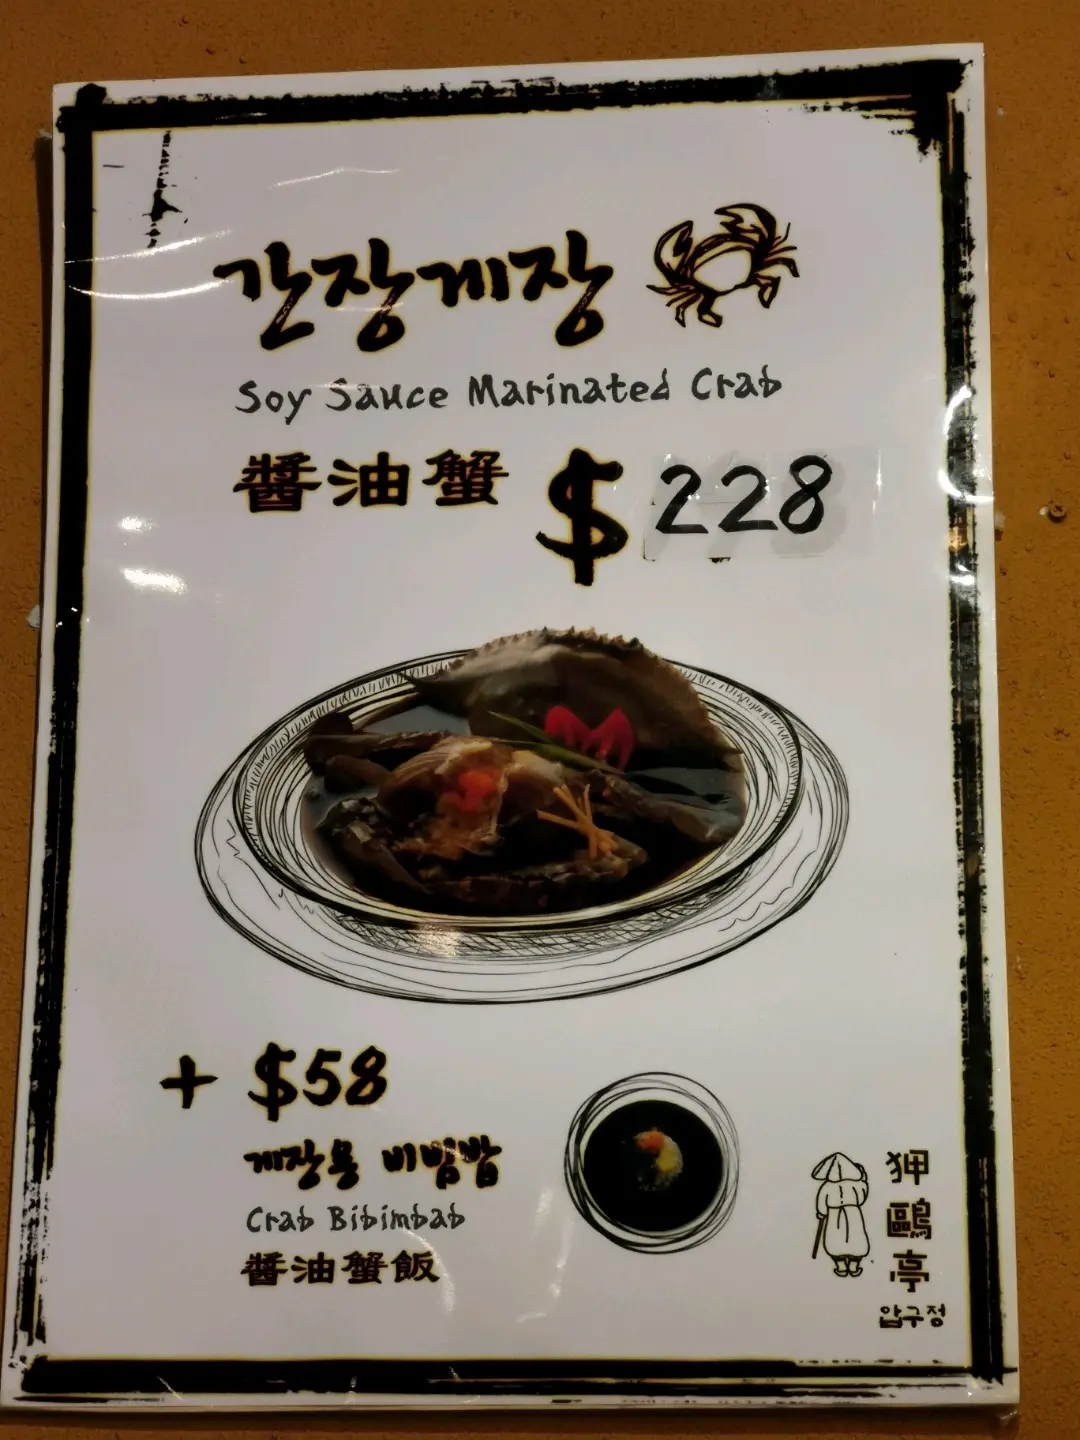 간장게장
Soy Sauce Marinated Crab
醬油蟹 $228
+ $58
게장용 비빔밥
Crab Bibimbab
醬油蟹飯
狎鷗亭
압구정